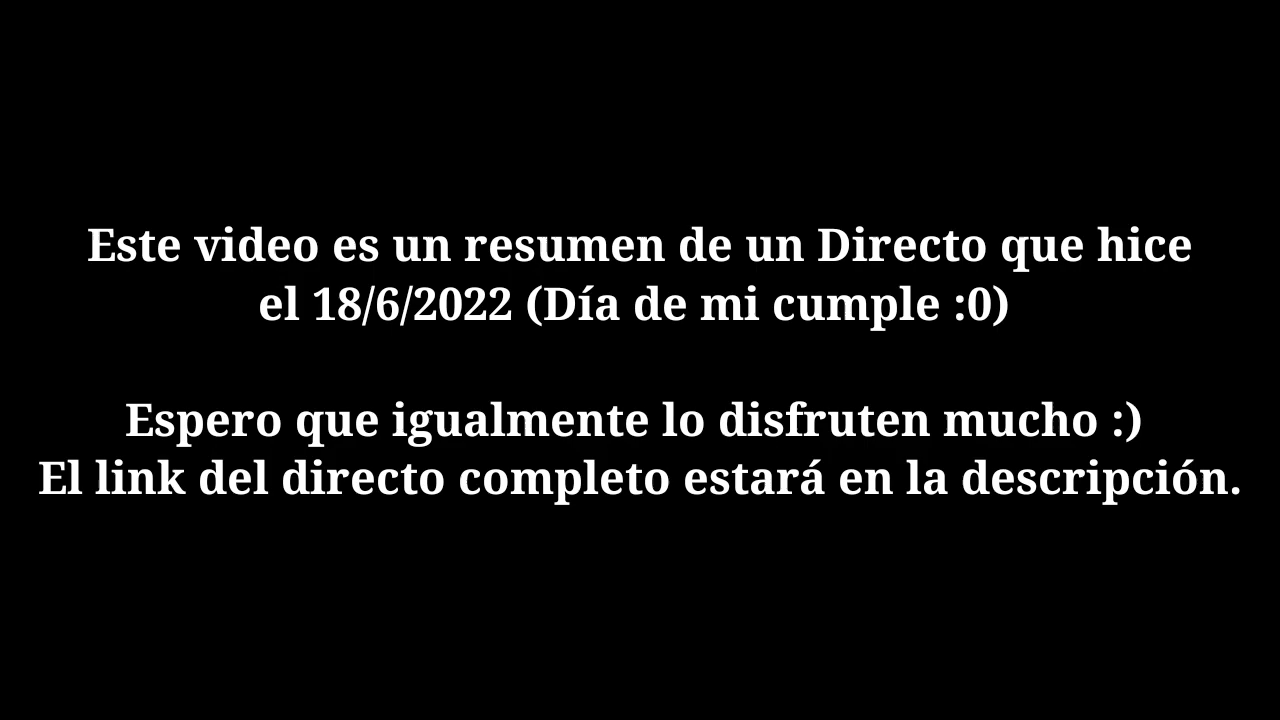 Este video es un resumen de un Directo que hice
el 18/6/2022 (Día de mi cumple :0)
Espero que igualmente lo disfruten mucho :)
El link del directo completo estará en la descripción.